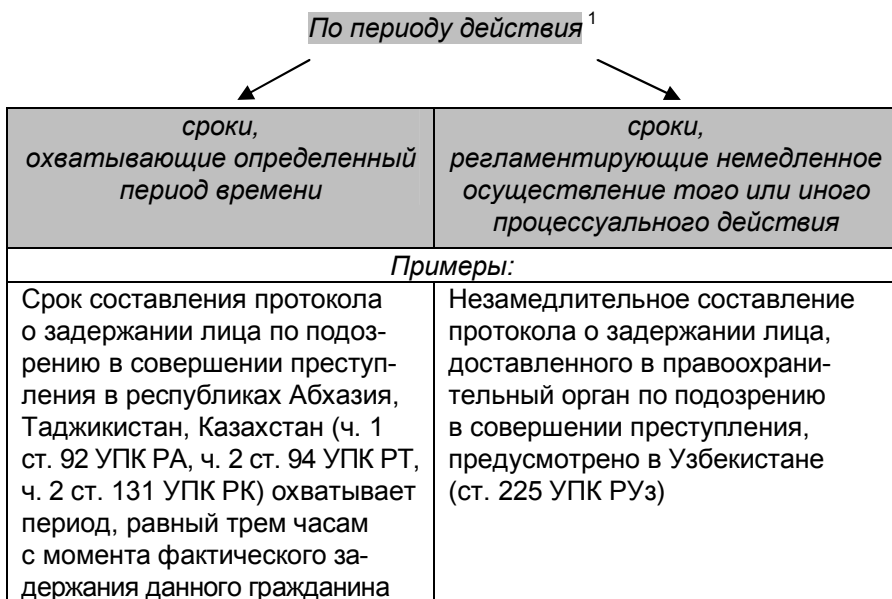 По периоду действия 1
сроки,
охватывающие определенный
период времени
сроки,
регламентирующие немедленное
осуществление того или иного
процессуального действия
Примеры:
Срок составления протокола
о задержании лица по подоз-
рению в совершении преступ-
ления в республиках Абхазия,
Таджикистан, Казахстан (ч. 1
ст. 92 УПК РА, ч. 2 ст. 94 УПК РТ,
ч. 2 ст. 131 УПК РК) охватывает
период, равный трем часам
с момента фактического за-
держания данного гражданина
Незамедлительное составление
протокола о задержании лица,
доставленного в правоохрани-
тельный орган по подозрению
в совершении преступления,
предусмотрено в Узбекистане
(ст. 225 УПК РУз)